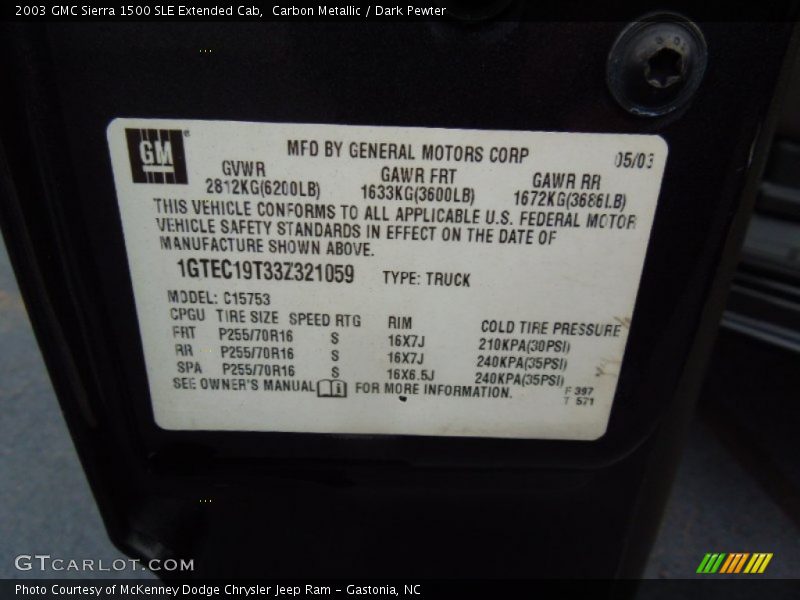 2003 GMC Sierra 1500 SLE Extended Cab,  Carbon Metallic / Dark Pewter
GM®
MFD BY GENERAL MOTORS CORP 05/03
GVWR GAWR FRT GAWR RR
2812KG(6200LB) 1633KG(3600LB) 1672KG(3686LB)
THIS VEHICLE CONFORMS TO ALL APPLICABLE U.S. FEDERAL MOTOR
VEHICLE SAFETY STANDARDS IN EFFECT ON THE DATE OF
MANUFACTURE SHOWN ABOVE.
1GTEC19T33Z321059 TYPE: TRUCK
MODEL: C15753
CPGU TIRE SIZE SPEED RTG RIM COLD TIRE PRESSURE
FRT P255/70R16 S 16X7J 210KPA(30PSI)
RR P255/70R16 S 16X7J 240KPA(35PSI)
SPA P255/70R16 S 16X6.5J 240KPA(35PSI)
SEE OWNER'S MANUAL FOR MORE INFORMATION.
F 397
T 571
GTCARLOT.COM
Photo Courtesy of McKenney Dodge Chrysler Jeep Ram – Gastonia, NC